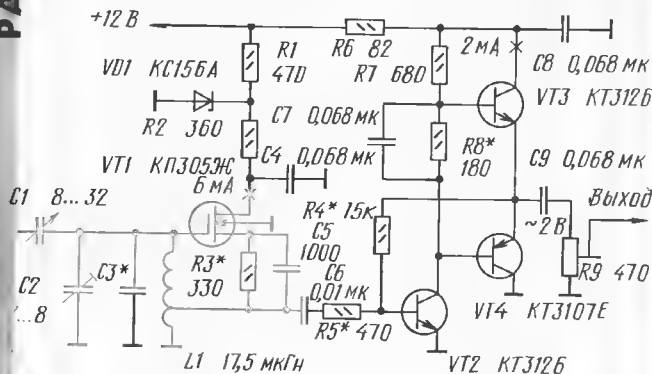 РА
+12 В
R6 82
2 мА
R1
470
R7 680
C8 0,068 мк
VD1 КС156А
VT3 КТ312Б
R2 360
C7 0,068 мк
R8*
180
VT1 КП305Ж
C4
0,068 мк
C9 0,068 мк
6 мА
C1 8...32
R4* 15к
Выход
C5
1000
~2 В
C3*
R3*
330
C6
0,01 мк
R9 470
C2
...8
R5* 470
VT4 КТ3107Е
L1 17,5 мкГн
VT2 КТ312Б